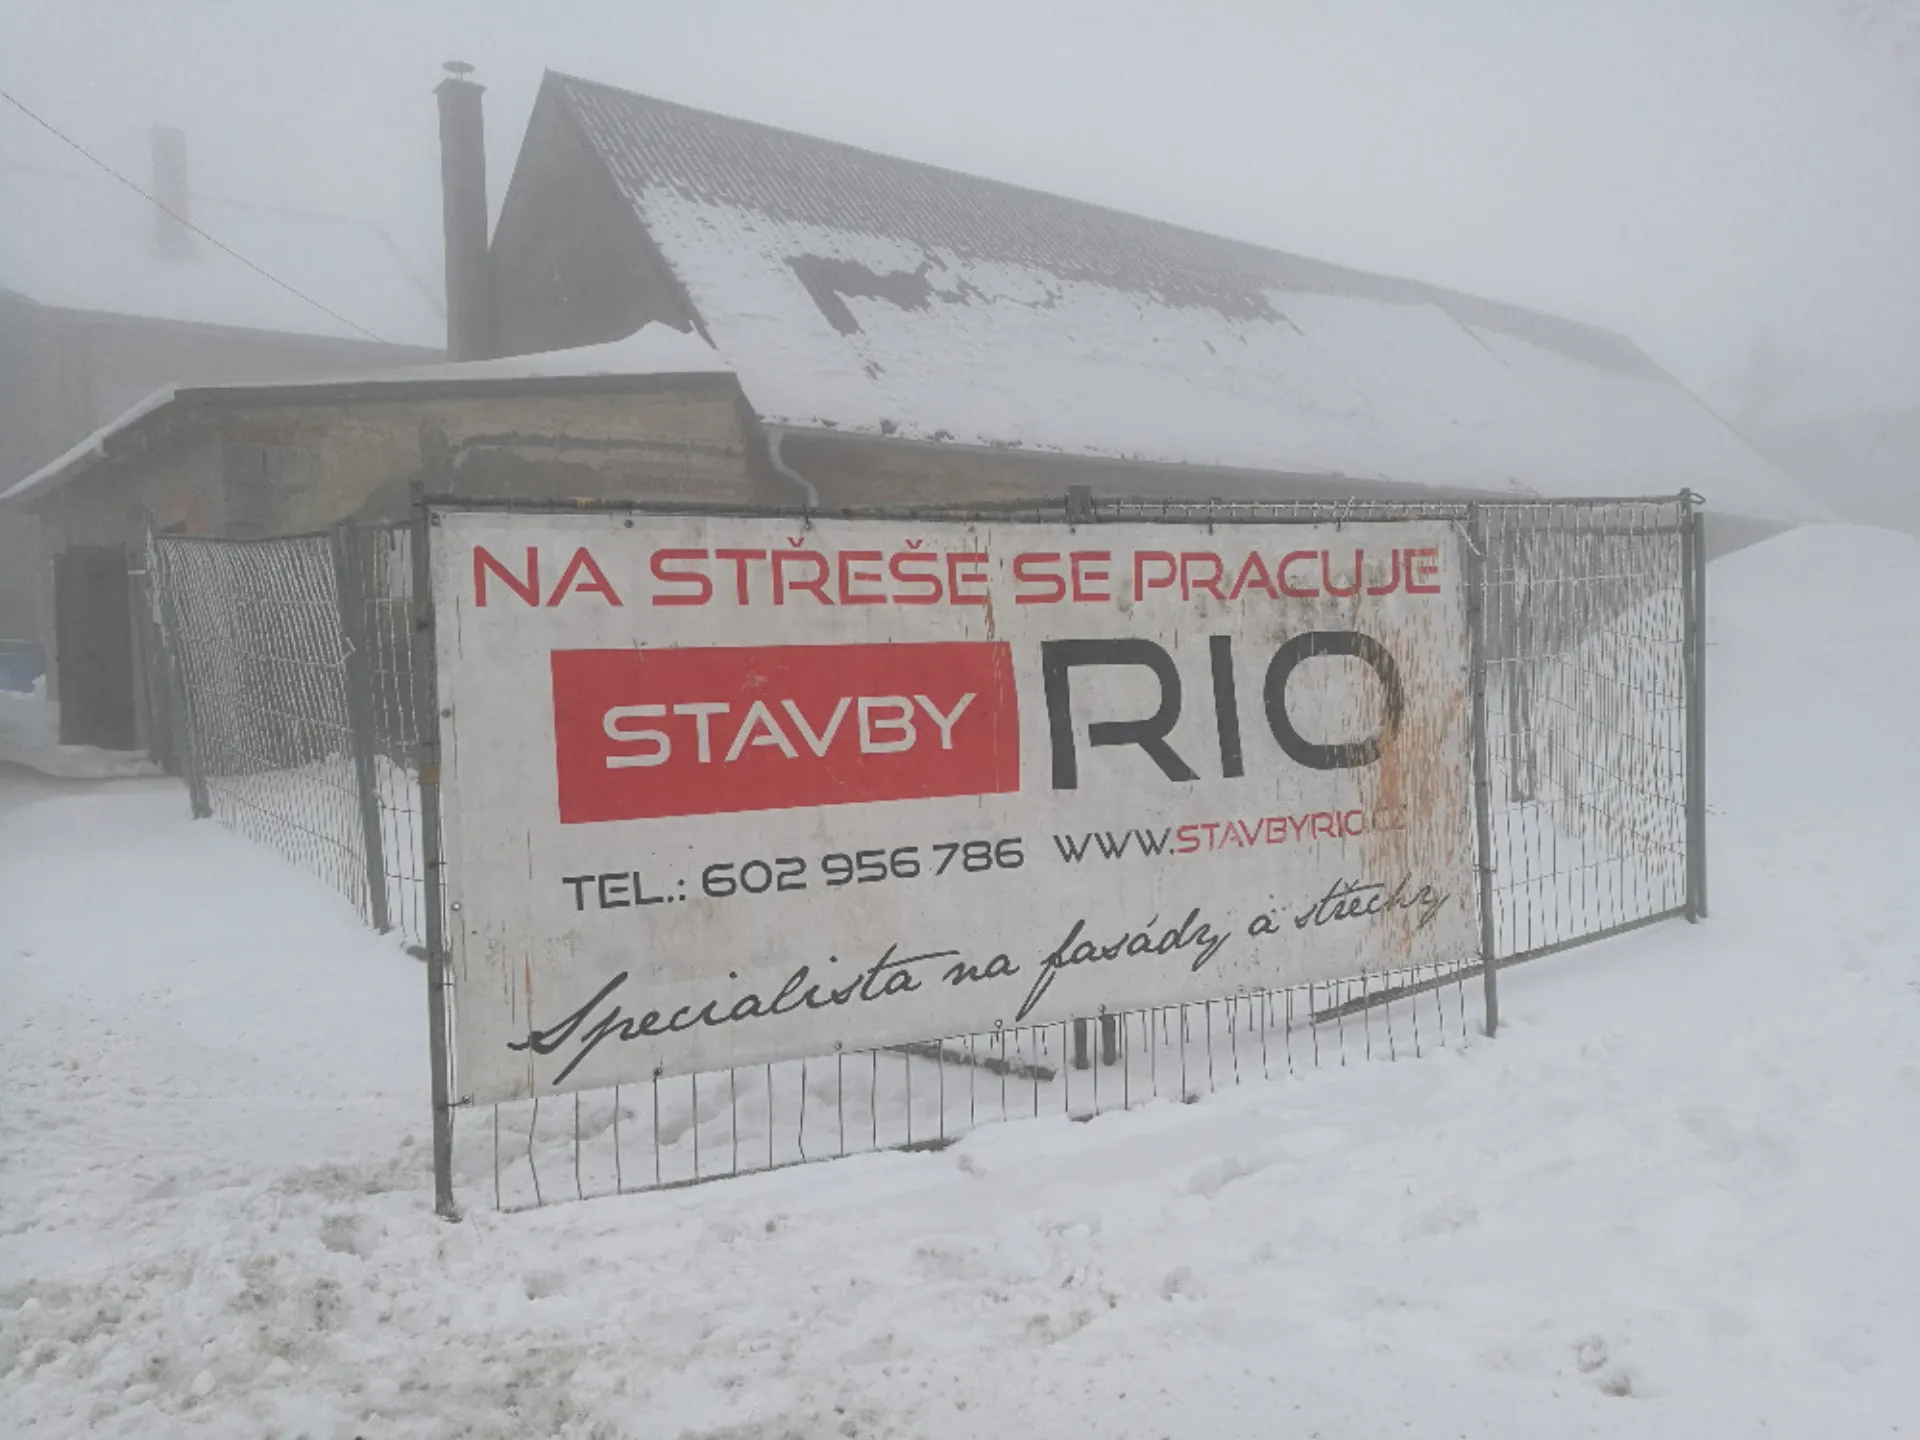 NA STŘEŠE SE PRACUJE
STAVBY RIO
TEL.: 602 956 786 WWW.STAVBYRIO.CZ
Specialista na fasády a střechy